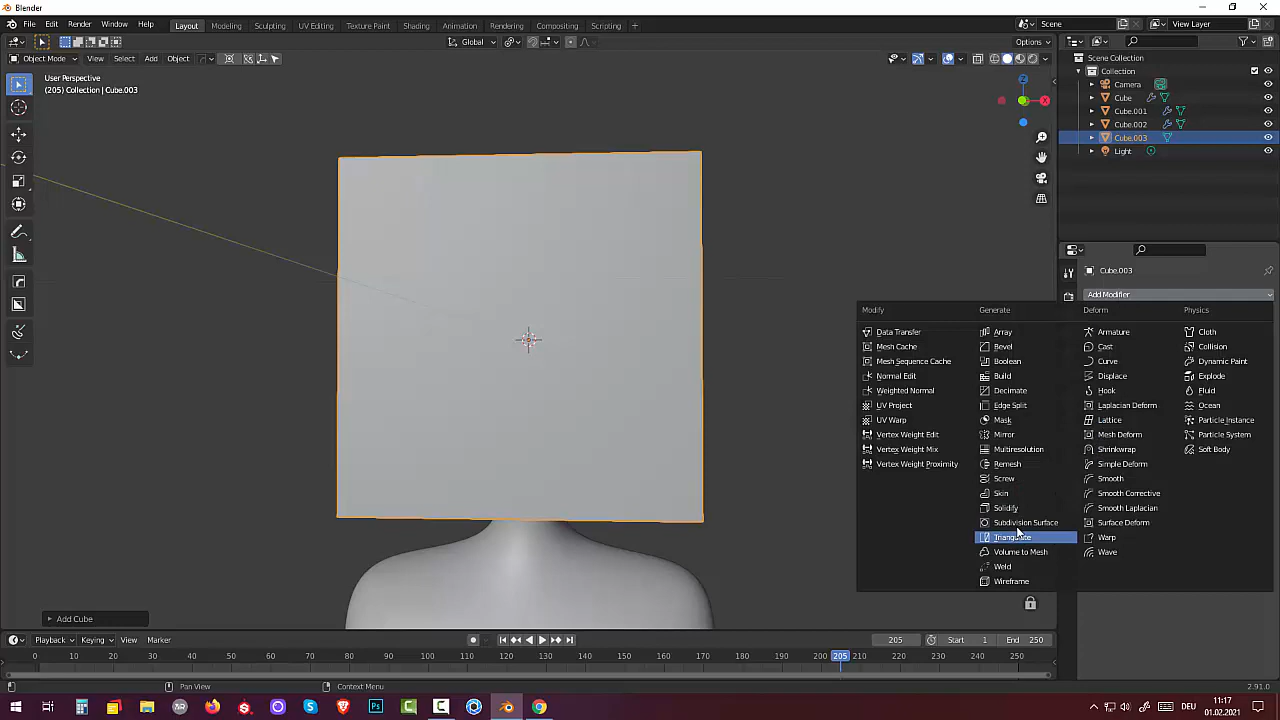 Blender
File Edit Render Window Help Layout Modeling Sculpting UV Editing Texture Paint Shading Animation Rendering Compositing Scripting + Scene View Layer
Global Options
Object Mode View Select Add Object
User Perspective
(205) Collection | Cube.003
Scene Collection
Collection
Camera
Cube
Cube.001
Cube.002
Cube.003
Light
Z
X
Cube.003
Add Modifier
Modify Generate Deform Physics
Data Transfer Array Armature Cloth
Mesh Cache Bevel Cast Collision
Mesh Sequence Cache Boolean Curve Dynamic Paint
Normal Edit Build Displace Explode
Weighted Normal Decimate Hook Fluid
UV Project Edge Split Laplacian Deform Ocean
UV Warp Mask Lattice Particle Instance
Vertex Weight Edit Mirror Mesh Deform Particle System
Vertex Weight Mix Multiresolution Shrinkwrap Soft Body
Vertex Weight Proximity Remesh Simple Deform
Screw Smooth
Skin Smooth Corrective
Solidify Smooth Laplacian
Subdivision Surface Surface Deform
Triangulate Warp
Volume to Mesh Wave
Weld
Wireframe
Add Cube
Playback Keying View Marker 205 Start 1 End 250
0 10 20 30 40 50 60 70 80 90 100 110 120 130 140 150 160 170 180 190 205 220 230 240 250
Pan View Context Menu 2.91.0
DEU 11:17
01.02.2021